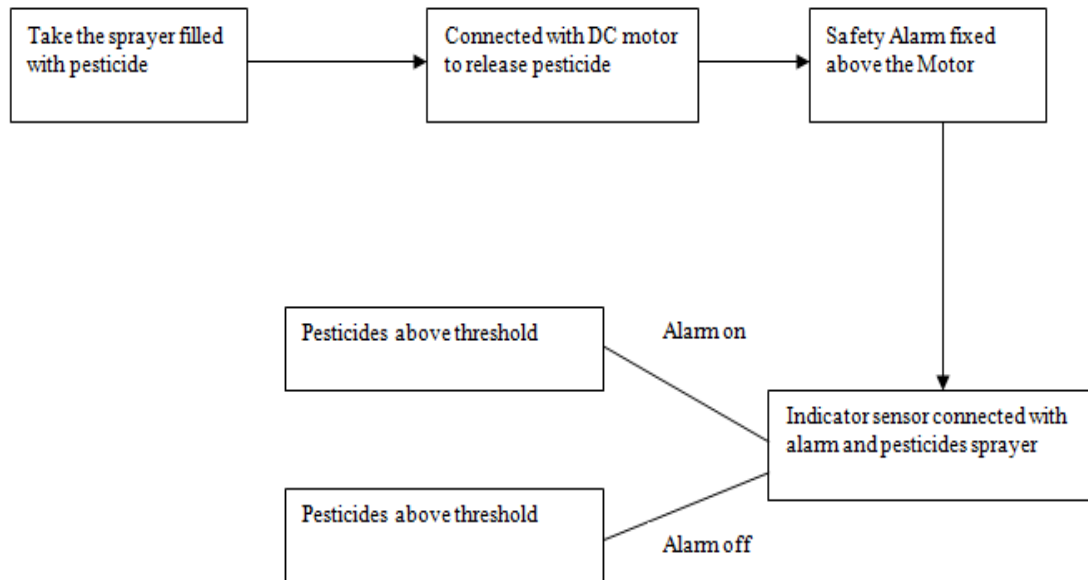 Take the sprayer filled
with pesticide
Connected with DC motor
to release pesticide
Safety Alarm fixed
above the Motor
Pesticides above threshold
Alarm on
Indicator sensor connected with
alarm and pesticides sprayer
Pesticides above threshold
Alarm off